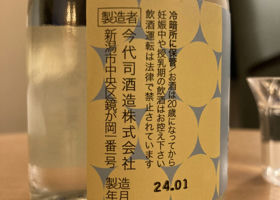 冷暗所に保管 お酒は20歳になってから
妊娠中や授乳期の飲酒はお控え下さい
飲酒運転は法律で禁止されています
製造者
今代司酒造株式会社
新潟市中央区鏡が岡一番一号
製造
年月
24.01